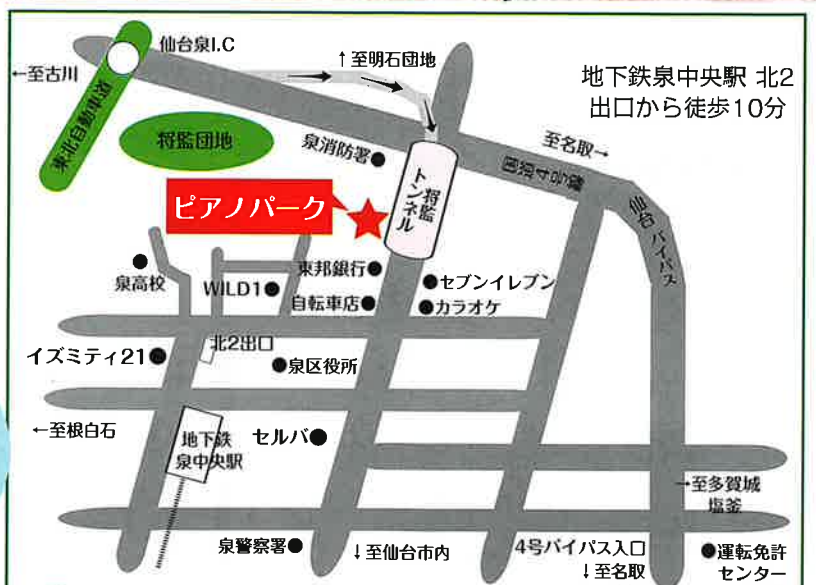 仙台泉I.C
↑至明石団地
←至古川
地下鉄泉中央駅 北2
出口から徒歩10分
東北自動車道
将監団地
泉消防署
至名取→
国道4号線
将監
トンネル
仙台バイパス
ピアノパーク
泉高校
WILD1
東邦銀行
セブンイレブン
自転車店
カラオケ
北2出口
イズミティ21
泉区役所
←至根白石
地下鉄
泉中央駅
セルバ
→至多賀城
塩釜
泉警察署
↓至仙台市内
4号バイパス入口
↓至名取
運転免許
センター